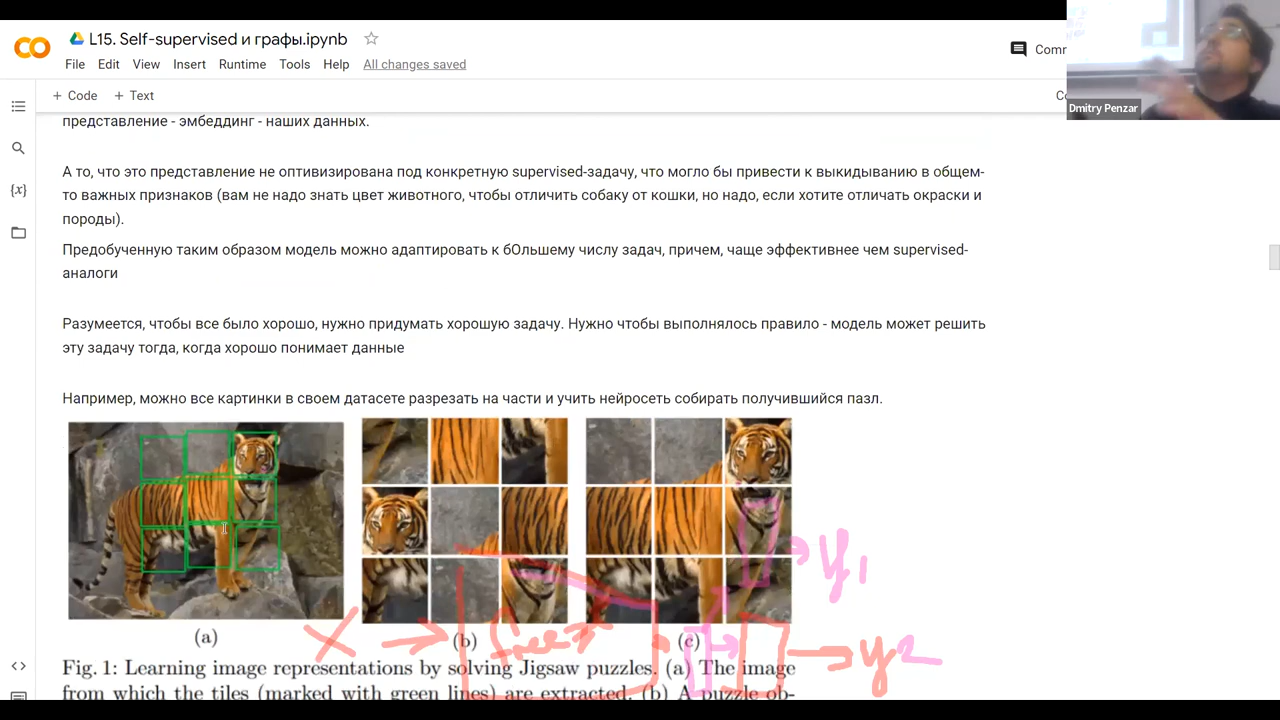 L15. Self-supervised и графы.ipynb
Comm
File Edit View Insert Runtime Tools Help All changes saved
Dmitry Penzar
+ Code + Text
Co
представление - эмбеддинг - наших данных.
А то, что это представление не оптивизирована под конкретную supervised-задачу, что могло бы привести к выкидыванию в общем-
то важных признаков (вам не надо знать цвет животного, чтобы отличить собаку от кошки, но надо, если хотите отличать окраски и
породы).
Предобученную таким образом модель можно адаптировать к бОльшему числу задач, причем, чаще эффективнее чем supervised-
аналоги
Разумеется, чтобы все было хорошо, нужно придумать хорошую задачу. Нужно чтобы выполнялось правило - модель может решить
эту задачу тогда, когда хорошо понимает данные
Например, можно все картинки в своем датасете разрезать на части и учить нейросеть собирать получившийся пазл.
y1
X
y2
(a) (b) (c)
Fig. 1: Learning image representations by solving Jigsaw puzzles. (a) The image
from which the tiles (marked with green lines) are extracted. (b) A puzzle ob-